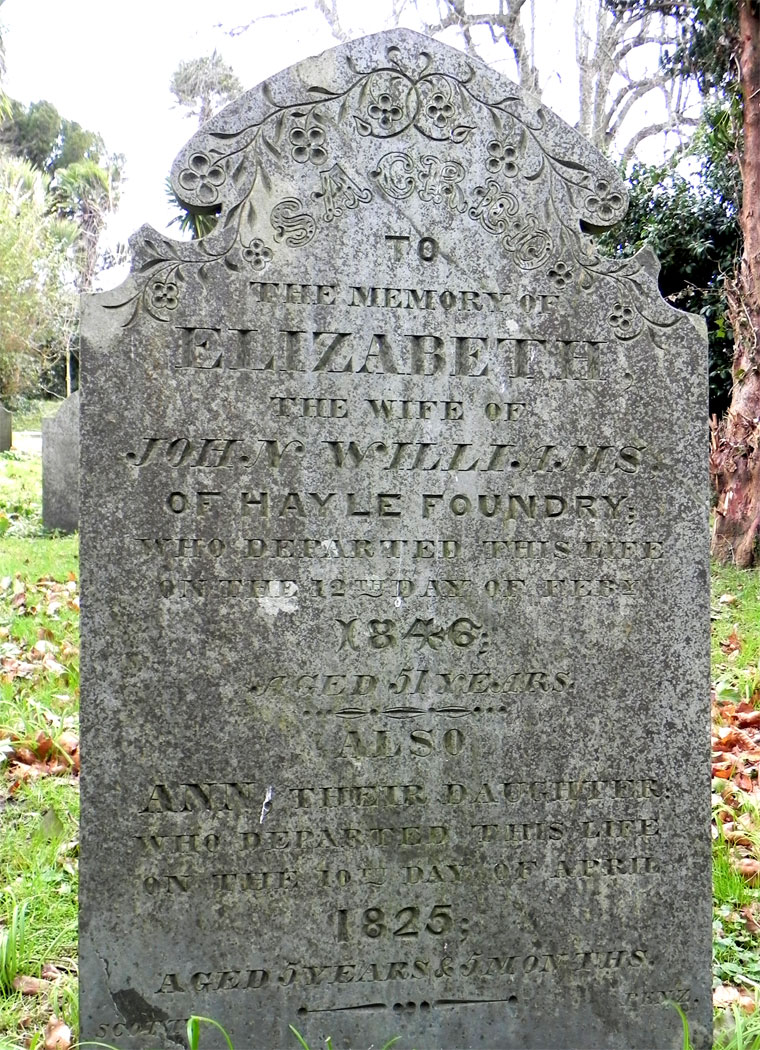 SACRED
TO
THE MEMORY OF
ELIZABETH,
THE WIFE OF
JOHN WILLIAMS
OF HAYLE FOUNDRY;
WHO DEPARTED THIS LIFE
ON THE 12TH DAY OF FEBY
1846;
AGED 51 YEARS.
ALSO
ANN THEIR DAUGHTER
WHO DEPARTED THIS LIFE
ON THE 10TH DAY OF APRIL
1825;
AGED 5 YEARS & 5 MONTHS.
PENZ.